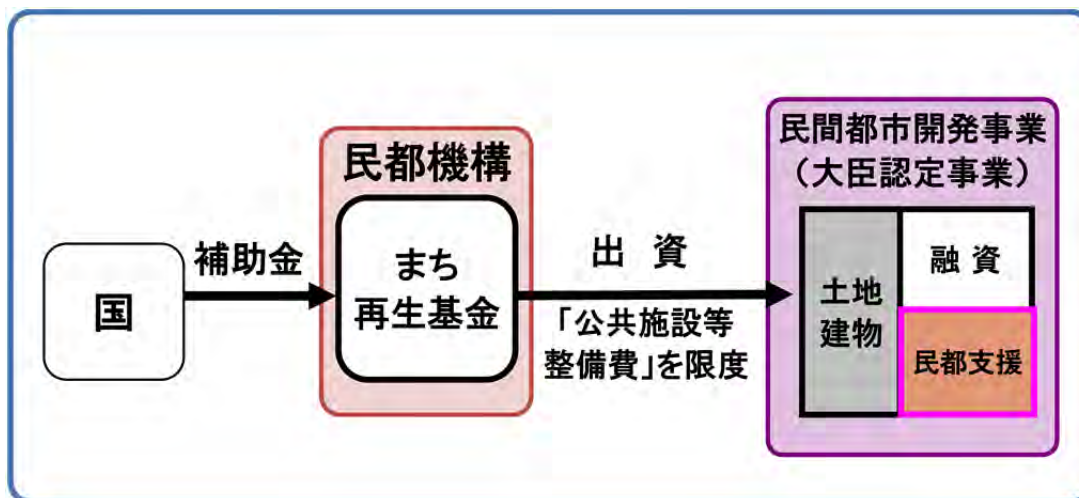 国
補助金
民都機構
まち
再生基金
出 資
「公共施設等
整備費」を限度
民間都市開発事業
（大臣認定事業）
土地
建物
融 資
民都支援